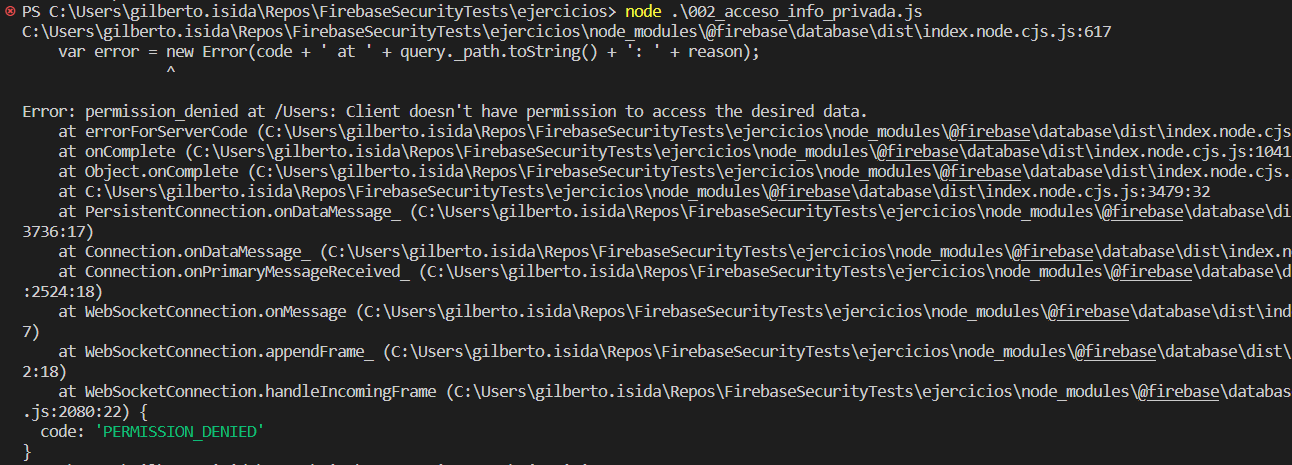 PS C:\Users\gilberto.isida\Repos\FirebaseSecurityTests\ejercicios> node .\002_acceso_info_privada.js
C:\Users\gilberto.isida\Repos\FirebaseSecurityTests\ejercicios\node_modules\@firebase\database\dist\index.node.cjs.js:617
    var error = new Error(code + ' at ' + query._path.toString() + ': ' + reason);
                ^
Error: permission_denied at /Users: Client doesn't have permission to access the desired data.
    at errorForServerCode (C:\Users\gilberto.isida\Repos\FirebaseSecurityTests\ejercicios\node_modules\@firebase\database\dist\index.node.cjs
    at onComplete (C:\Users\gilberto.isida\Repos\FirebaseSecurityTests\ejercicios\node_modules\@firebase\database\dist\index.node.cjs.js:1041
    at Object.onComplete (C:\Users\gilberto.isida\Repos\FirebaseSecurityTests\ejercicios\node_modules\@firebase\database\dist\index.node.cjs.
    at C:\Users\gilberto.isida\Repos\FirebaseSecurityTests\ejercicios\node_modules\@firebase\database\dist\index.node.cjs.js:3479:32
    at PersistentConnection.onDataMessage_ (C:\Users\gilberto.isida\Repos\FirebaseSecurityTests\ejercicios\node_modules\@firebase\database\di
3736:17)
    at Connection.onDataMessage_ (C:\Users\gilberto.isida\Repos\FirebaseSecurityTests\ejercicios\node_modules\@firebase\database\dist\index.n
    at Connection.onPrimaryMessageReceived_ (C:\Users\gilberto.isida\Repos\FirebaseSecurityTests\ejercicios\node_modules\@firebase\database\d
:2524:18)
    at WebSocketConnection.onMessage (C:\Users\gilberto.isida\Repos\FirebaseSecurityTests\ejercicios\node_modules\@firebase\database\dist\ind
7)
    at WebSocketConnection.appendFrame_ (C:\Users\gilberto.isida\Repos\FirebaseSecurityTests\ejercicios\node_modules\@firebase\database\dist\
2:18)
    at WebSocketConnection.handleIncomingFrame (C:\Users\gilberto.isida\Repos\FirebaseSecurityTests\ejercicios\node_modules\@firebase\databas
.js:2080:22) {
  code: 'PERMISSION_DENIED'
}